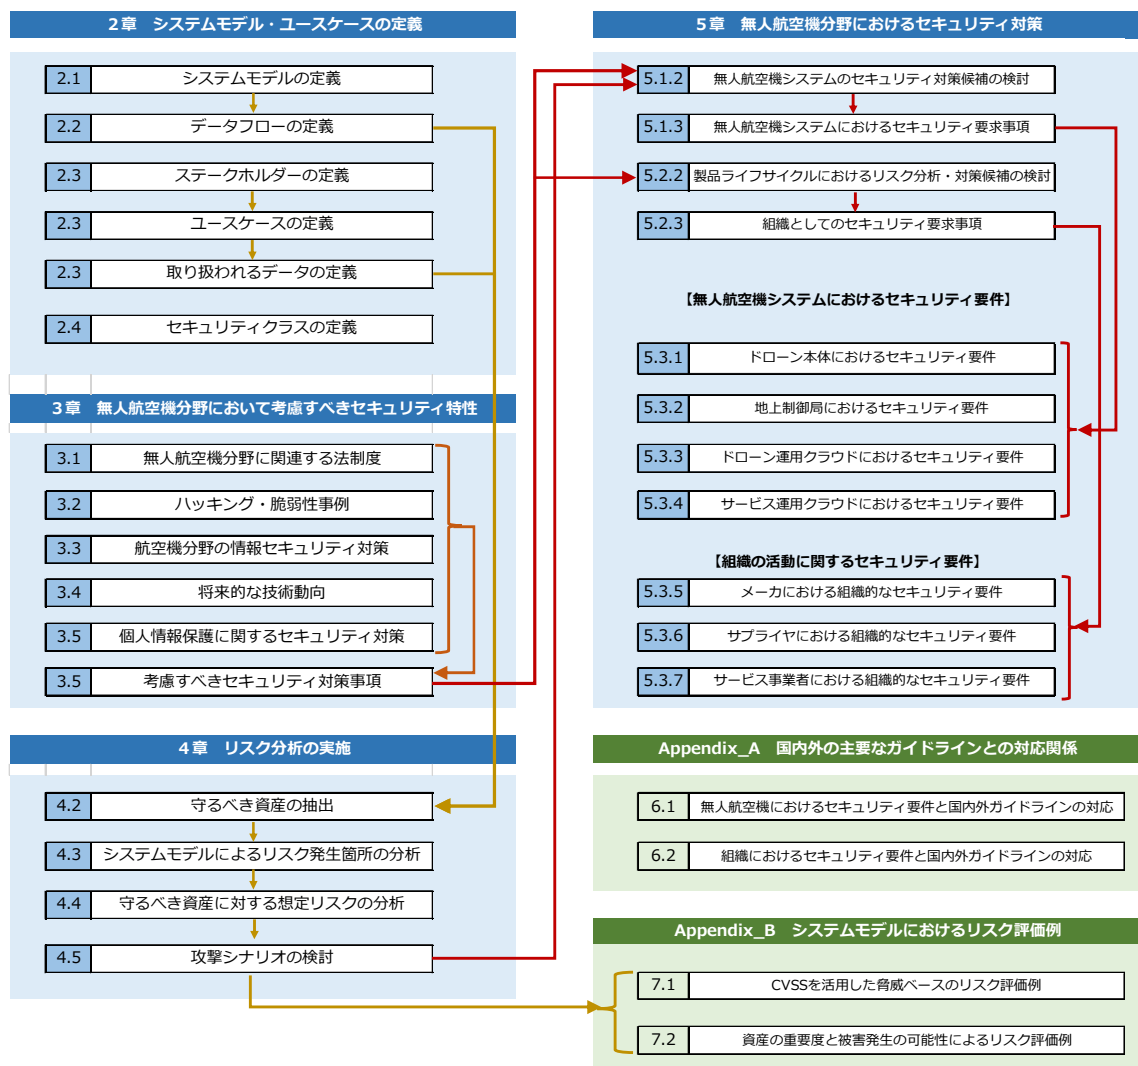 2章 システムモデル・ユースケースの定義
2.1 システムモデルの定義
2.2 データフローの定義
2.3 ステークホルダーの定義
2.3 ユースケースの定義
2.3 取り扱われるデータの定義
2.4 セキュリティクラスの定義
3章 無人航空機分野において考慮すべきセキュリティ特性
3.1 無人航空機分野に関連する法制度
3.2 ハッキング・脆弱性事例
3.3 航空機分野の情報セキュリティ対策
3.4 将来的な技術動向
3.5 個人情報保護に関するセキュリティ対策
3.5 考慮すべきセキュリティ対策事項
4章 リスク分析の実施
4.2 守るべき資産の抽出
4.3 システムモデルによるリスク発生箇所の分析
4.4 守るべき資産に対する想定リスクの分析
4.5 攻撃シナリオの検討
5章 無人航空機分野におけるセキュリティ対策
5.1.2 無人航空機システムのセキュリティ対策候補の検討
5.1.3 無人航空機システムにおけるセキュリティ要求事項
5.2.2 製品ライフサイクルにおけるリスク分析・対策候補の検討
5.2.3 組織としてのセキュリティ要求事項
【無人航空機システムにおけるセキュリティ要件】
5.3.1 ドローン本体におけるセキュリティ要件
5.3.2 地上制御局におけるセキュリティ要件
5.3.3 ドローン運用クラウドにおけるセキュリティ要件
5.3.4 サービス運用クラウドにおけるセキュリティ要件
【組織の活動に関するセキュリティ要件】
5.3.5 メーカにおける組織的なセキュリティ要件
5.3.6 サプライヤにおける組織的なセキュリティ要件
5.3.7 サービス事業者における組織的なセキュリティ要件
Appendix_A 国内外の主要なガイドラインとの対応関係
6.1 無人航空機におけるセキュリティ要件と国内外ガイドラインの対応
6.2 組織におけるセキュリティ要件と国内外ガイドラインの対応
Appendix_B システムモデルにおけるリスク評価例
7.1 CVSSを活用した脅威ベースのリスク評価例
7.2 資産の重要度と被害発生の可能性によるリスク評価例